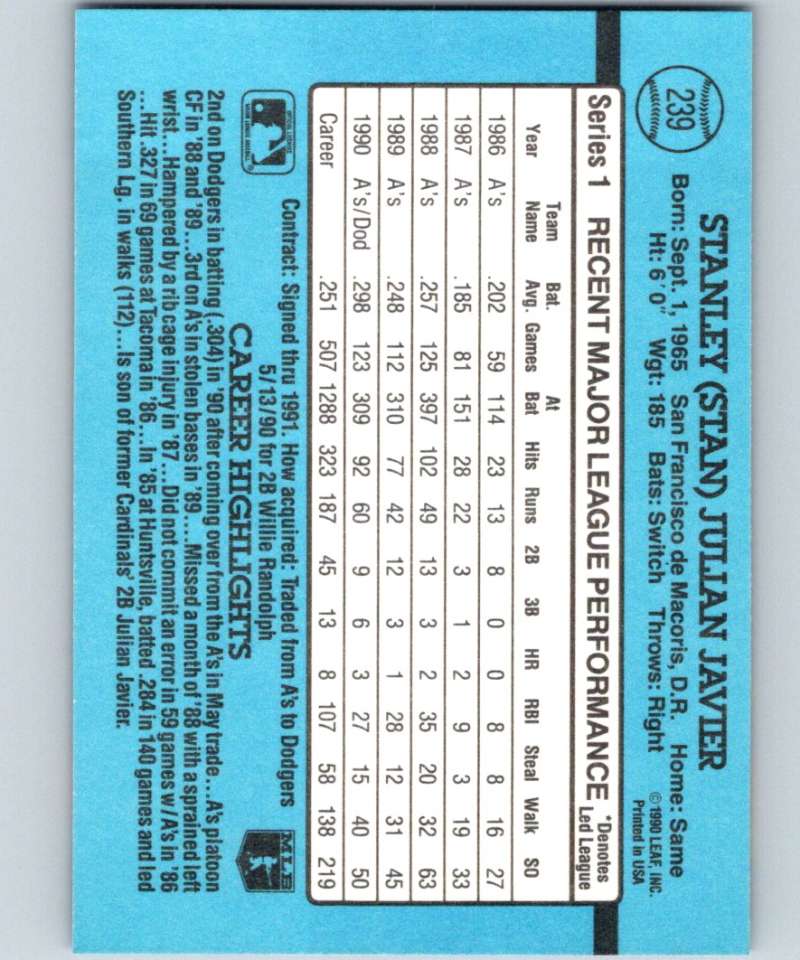 239
STANLEY (STAN) JULIAN JAVIER
Born: Sept. 1, 1965 San Francisco de Macoris, D.R. Home: Same
Ht: 6'0" Wgt: 185 Bats: Switch Throws: Right
© 1990 LEAF, INC.
Printed in USA
Series 1 RECENT MAJOR LEAGUE PERFORMANCE *Denotes
Led League
Team Bat. At
Year Name Avg. Games Bat Hits Runs 2B 3B HR RBI Steal Walk SO
1986 A's .202 59 114 23 13 8 0 0 8 8 16 27
1987 A's .185 81 151 28 22 3 1 2 9 3 19 33
1988 A's .257 125 397 102 49 13 3 2 35 20 32 63
1989 A's .248 112 310 77 42 12 3 1 28 12 31 45
1990 A's/Dod .298 123 309 92 60 9 6 3 27 15 40 50
Career .251 507 1288 323 187 45 13 8 107 58 138 219
Contract: Signed thru 1991. How acquired: Traded from A's to Dodgers
5/13/90 for 2B Willie Randolph
MLB
CAREER HIGHLIGHTS
2nd on Dodgers in batting (.304) in '90 after coming over from the A's in May trade...A's platoon
CF in '88 and '89...3rd on A's in stolen bases in '89...Missed a month of '88 with a sprained left
wrist...Hampered by a rib cage injury in '87...Did not commit an error in 59 games w/A's in '86
...Hit .327 in 69 games at Tacoma in '86...In '85 at Huntsville, batted .284 in 140 games and led
Southern Lg. in walks (112)...Is son of former Cardinals' 2B Julian Javier.